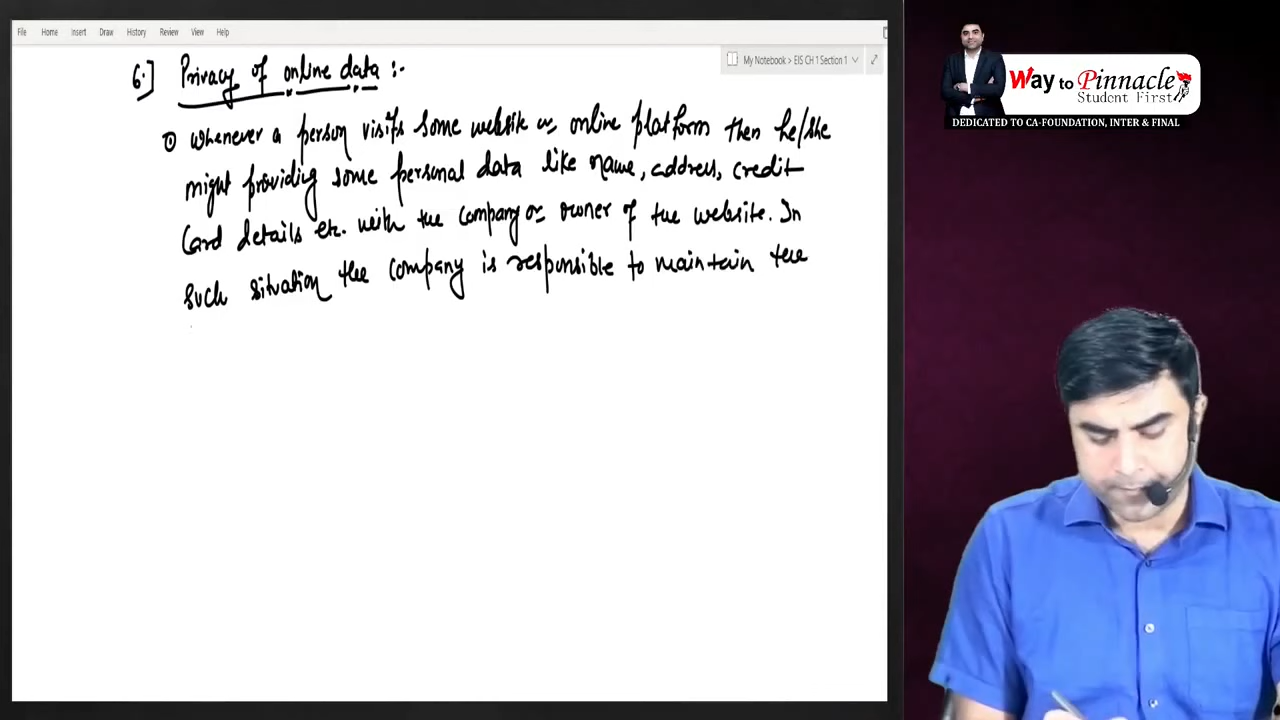 File Home Insert Draw History Review View Help
My Notebook > EIS CH 1 Section 1
6.] Privacy of online data :-
whenever a person visits some website or online platform then he/she
might providing some personal data like name, address, credit
Card details etc. with the company or owner of the website. In
such situation the company is responsible to maintain the
Way to Pinnacle
Student First
DEDICATED TO CA-FOUNDATION, INTER & FINAL